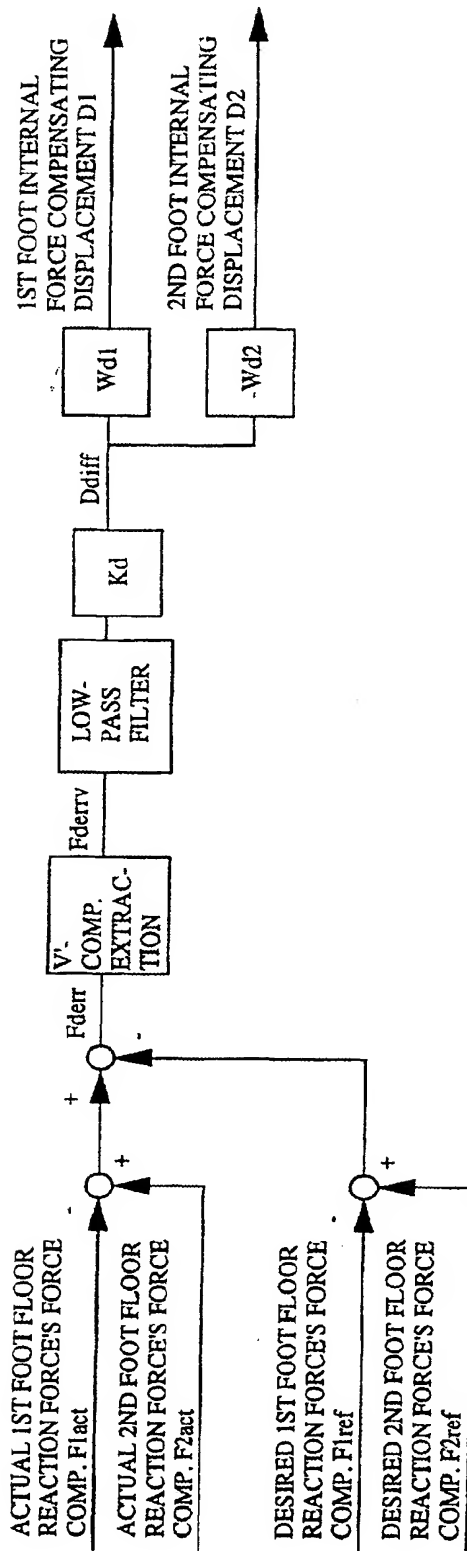 ACTUAL 1ST FOOT FLOOR
REACTION FORCE'S FORCE
COMP. F1act
-
+
ACTUAL 2ND FOOT FLOOR
REACTION FORCE'S FORCE
COMP. F2act
+
-
DESIRED 1ST FOOT FLOOR
REACTION FORCE'S FORCE
COMP. F1ref
-
DESIRED 2ND FOOT FLOOR
REACTION FORCE'S FORCE
COMP. F2ref
+
Fderr
V'-
COMP.
EXTRAC-
TION
Fderrv
LOW-
PASS
FILTER
Kd
Ddiff
Wd1
1ST FOOT INTERNAL
FORCE COMPENSATING
DISPLACEMENT D1
-Wd2
2ND FOOT INTERNAL
FORCE COMPENSATING
DISPLACEMENT D2